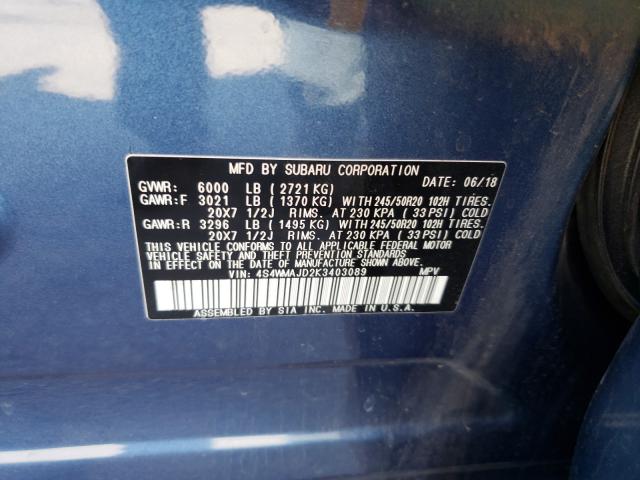 MFD BY SUBARU CORPORATION
GVWR: 6000 LB ( 2721 KG) DATE: 06/18
GAWR:F 3021 LB ( 1370 KG) WITH 245/50R20 102H TIRES.
20X7 1/2J RIMS. AT 230 KPA ( 33 PSI) COLD
GAWR:R 3296 LB ( 1495 KG) WITH 245/50R20 102H TIRES.
20X7 1/2J RIMS. AT 230 KPA ( 33 PSI) COLD
THIS VEHICLE CONFORMS TO ALL APPLICABLE FEDERAL MOTOR
VEHICLE SAFETY AND THEFT PREVENTION STANDARDS IN EFFECT
ON THE DATE OF MANUFACTURE SHOWN ABOVE.
VIN: 4S4WMAJD2K3403089 MPV
ASSEMBLED BY SIA INC. MADE IN U.S.A.